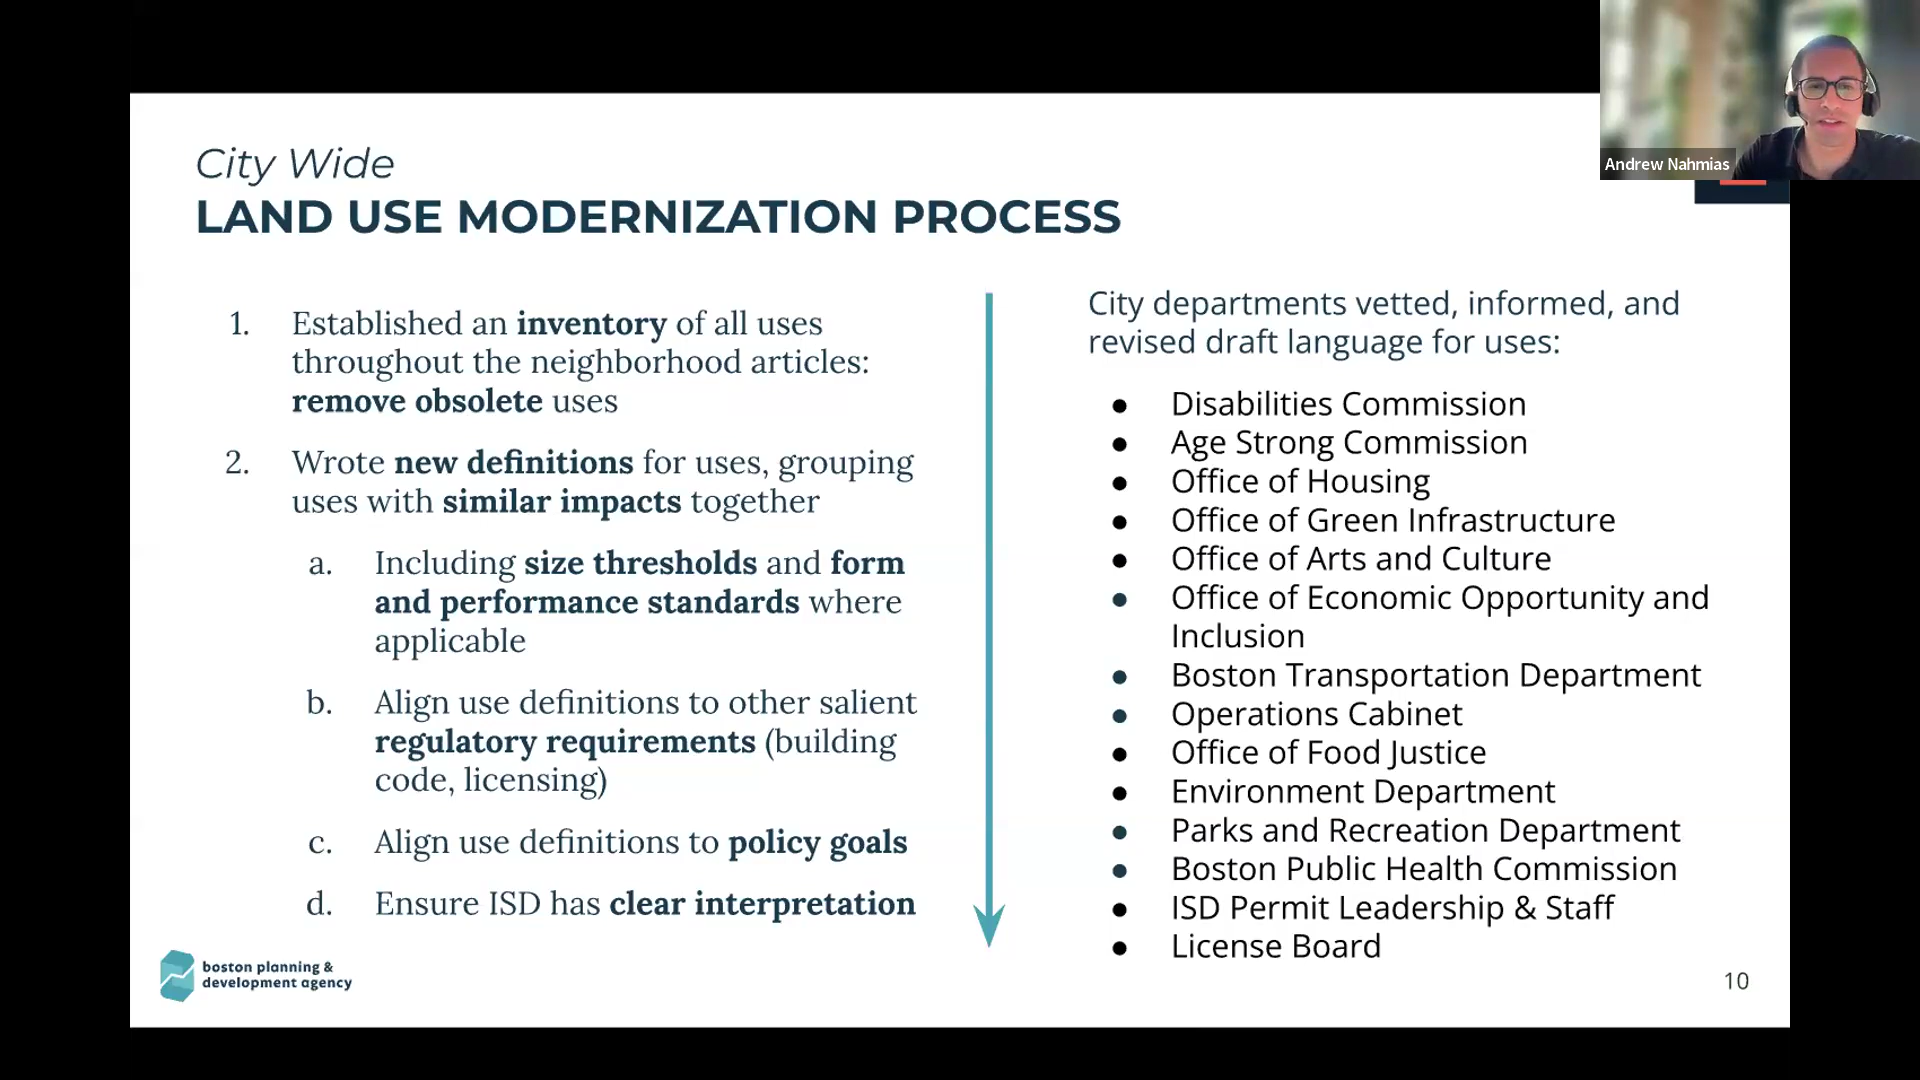 Andrew Nahmias
City Wide
LAND USE MODERNIZATION PROCESS
1. Established an inventory of all uses
throughout the neighborhood articles:
remove obsolete uses
2. Wrote new definitions for uses, grouping
uses with similar impacts together
a. Including size thresholds and form
and performance standards where
applicable
b. Align use definitions to other salient
regulatory requirements (building
code, licensing)
c. Align use definitions to policy goals
d. Ensure ISD has clear interpretation
City departments vetted, informed, and
revised draft language for uses:
● Disabilities Commission
● Age Strong Commission
● Office of Housing
● Office of Green Infrastructure
● Office of Arts and Culture
● Office of Economic Opportunity and
Inclusion
● Boston Transportation Department
● Operations Cabinet
● Office of Food Justice
● Environment Department
● Parks and Recreation Department
● Boston Public Health Commission
● ISD Permit Leadership & Staff
● License Board
boston planning &
development agency
10